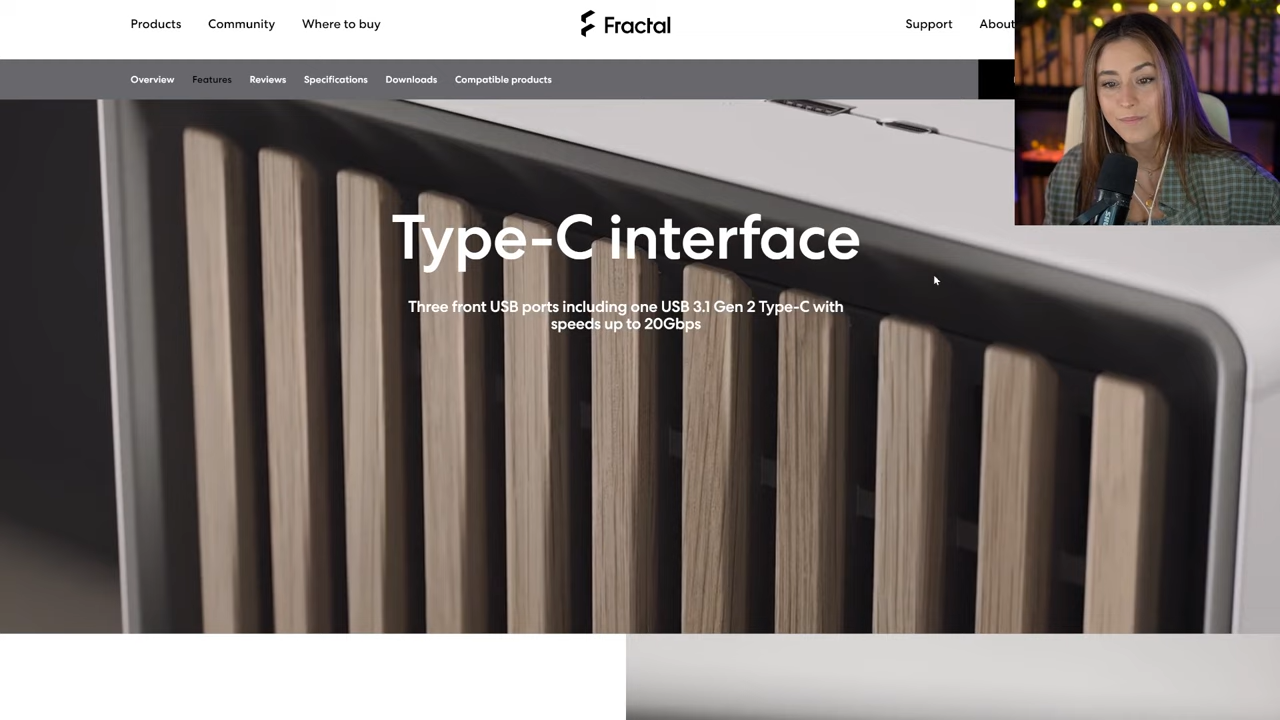 Products Community Where to buy Fractal Support About
Overview Features Reviews Specifications Downloads Compatible products
Type-C interface
Three front USB ports including one USB 3.1 Gen 2 Type-C with
speeds up to 20Gbps